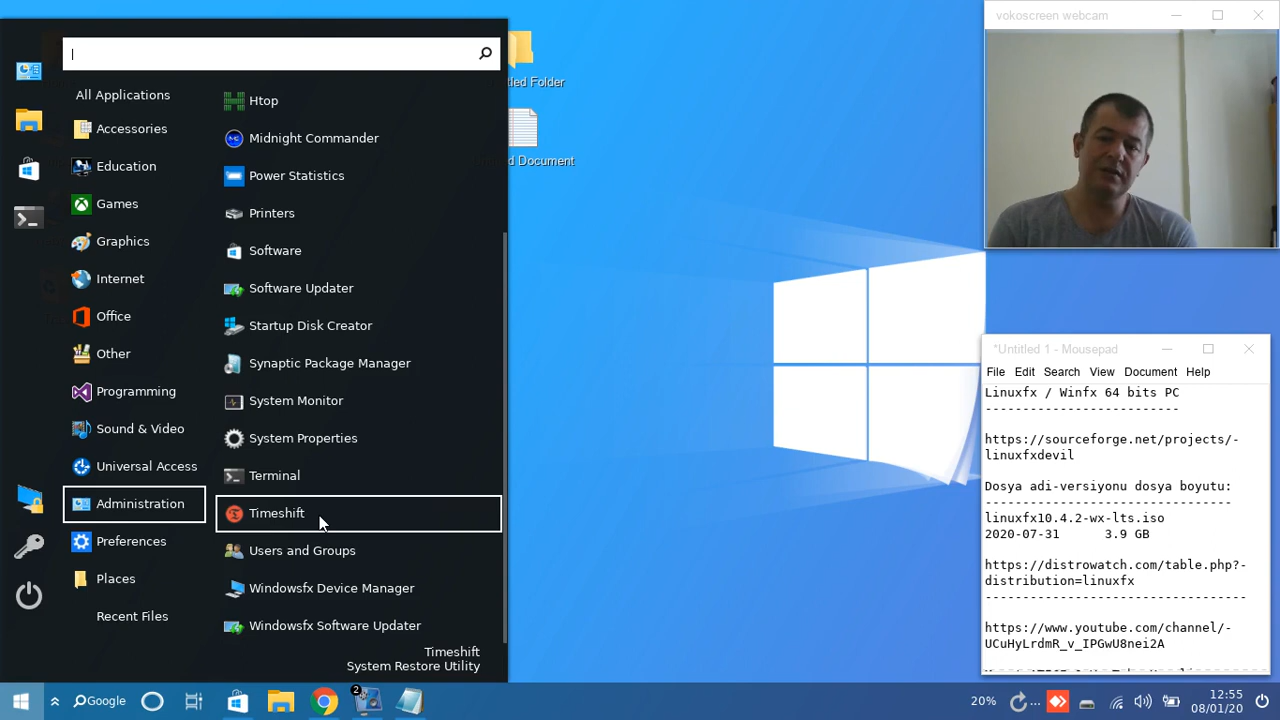 vokoscreen webcam
tled Folder
d Document
All Applications
Accessories
Education
Games
Graphics
Internet
Office
Other
Programming
Sound & Video
Universal Access
Administration
Preferences
Places
Recent Files
Htop
Midnight Commander
Power Statistics
Printers
Software
Software Updater
Startup Disk Creator
Synaptic Package Manager
System Monitor
System Properties
Terminal
Timeshift
Users and Groups
Windowsfx Device Manager
Windowsfx Software Updater
Timeshift
System Restore Utility
*Untitled 1 - Mousepad
File Edit Search View Document Help
Linuxfx / Winfx 64 bits PC
--------------------------
https://sourceforge.net/projects/-
linuxfxdevil
Dosya adi-versiyonu dosya boyutu:
---------------------------------
linuxfx10.4.2-wx-lts.iso
2020-07-31 3.9 GB
https://distrowatch.com/table.php?-
distribution=linuxfx
-----------------------------------
https://www.youtube.com/channel/-
UCuHyLrdmR_v_IPGwU8nei2A
Google
2
20%
...
12:55
08/01/20